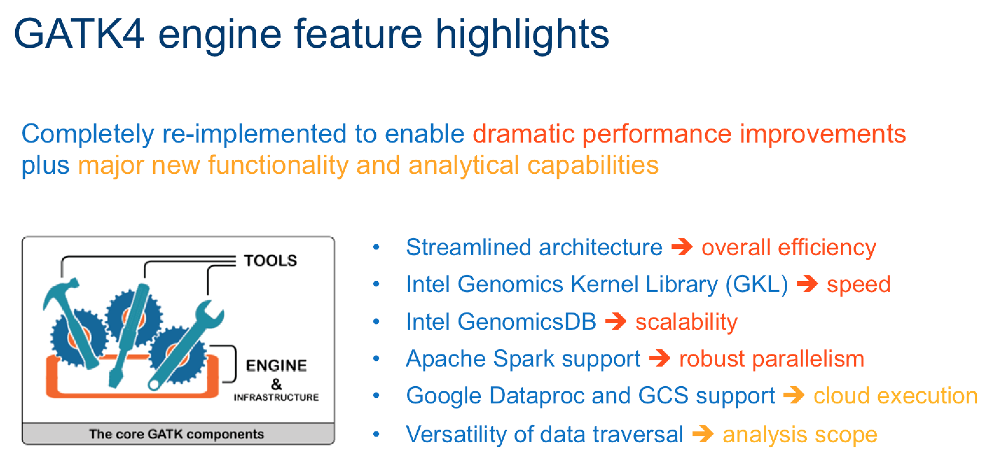 GATK4 engine feature highlights
Completely re-implemented to enable dramatic performance improvements
plus major new functionality and analytical capabilities
TOOLS
ENGINE
&
INFRASTRUCTURE
The core GATK components
• Streamlined architecture ➔ overall efficiency
• Intel Genomics Kernel Library (GKL) ➔ speed
• Intel GenomicsDB ➔ scalability
• Apache Spark support ➔ robust parallelism
• Google Dataproc and GCS support ➔ cloud execution
• Versatility of data traversal ➔ analysis scope